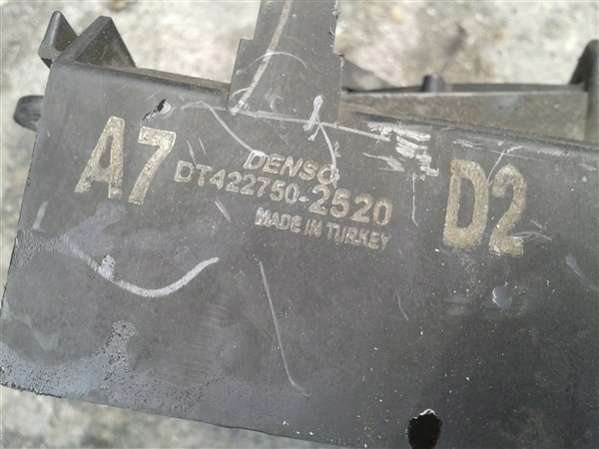 A7
DENSO
DT422750-2520
MADE IN TURKEY
D2